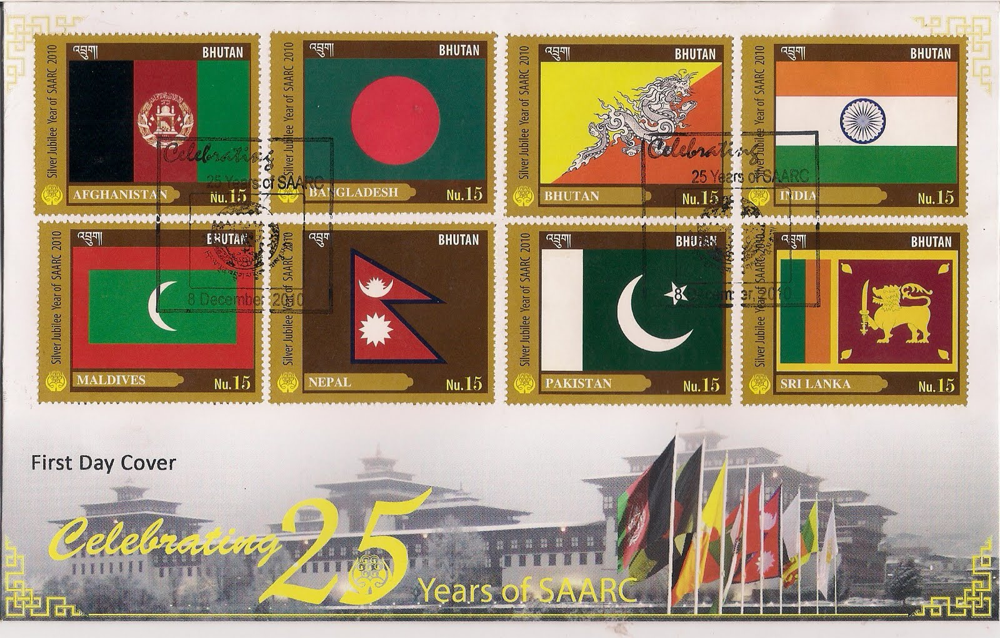 འབྲུག།
BHUTAN
Silver Jubilee Year of SAARC 2010
AFGHANISTAN
Nu.15
འབྲུག།
BHUTAN
Silver Jubilee Year of SAARC 2010
BANGLADESH
Nu.15
འབྲུག།
BHUTAN
Silver Jubilee Year of SAARC 2010
BHUTAN
Nu.15
འབྲུག།
BHUTAN
Silver Jubilee Year of SAARC 2010
INDIA
Nu.15
Celebrating
25 Years of SAARC
8 December, 2010
Celebrating
25 Years of SAARC
8 December, 2010
འབྲུག།
BHUTAN
Silver Jubilee Year of SAARC 2010
MALDIVES
Nu.15
འབྲུག།
BHUTAN
Silver Jubilee Year of SAARC 2010
NEPAL
Nu.15
འབྲུག།
BHUTAN
Silver Jubilee Year of SAARC 2010
PAKISTAN
Nu.15
འབྲུག།
BHUTAN
Silver Jubilee Year of SAARC 2010
SRI LANKA
Nu.15
First Day Cover
Celebrating 25
Years of SAARC